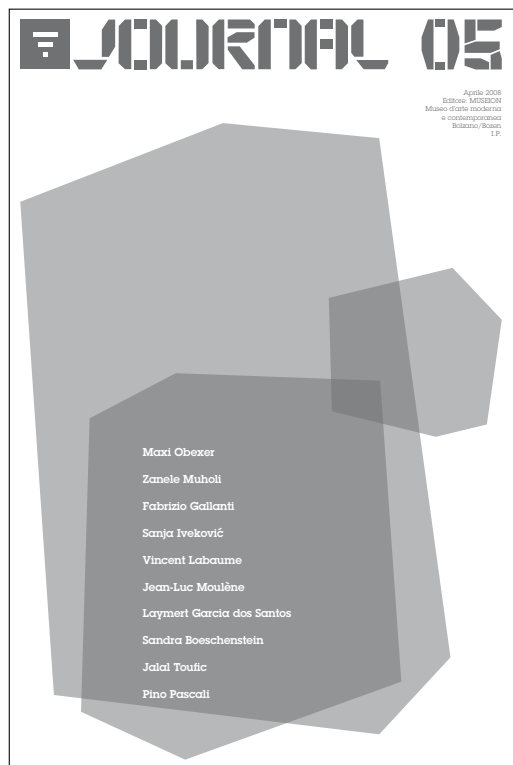 JOURNAL 05
Aprile 2008
Editore: MUSEION
Museo d'arte moderna
e contemporanea
Bolzano/Bozen
I.P.
Maxi Obexer
Zanele Muholi
Fabrizio Gallanti
Sanja Iveković
Vincent Labaume
Jean-Luc Moulène
Laymert Garcia dos Santos
Sandra Boeschenstein
Jalal Toufic
Pino Pascali